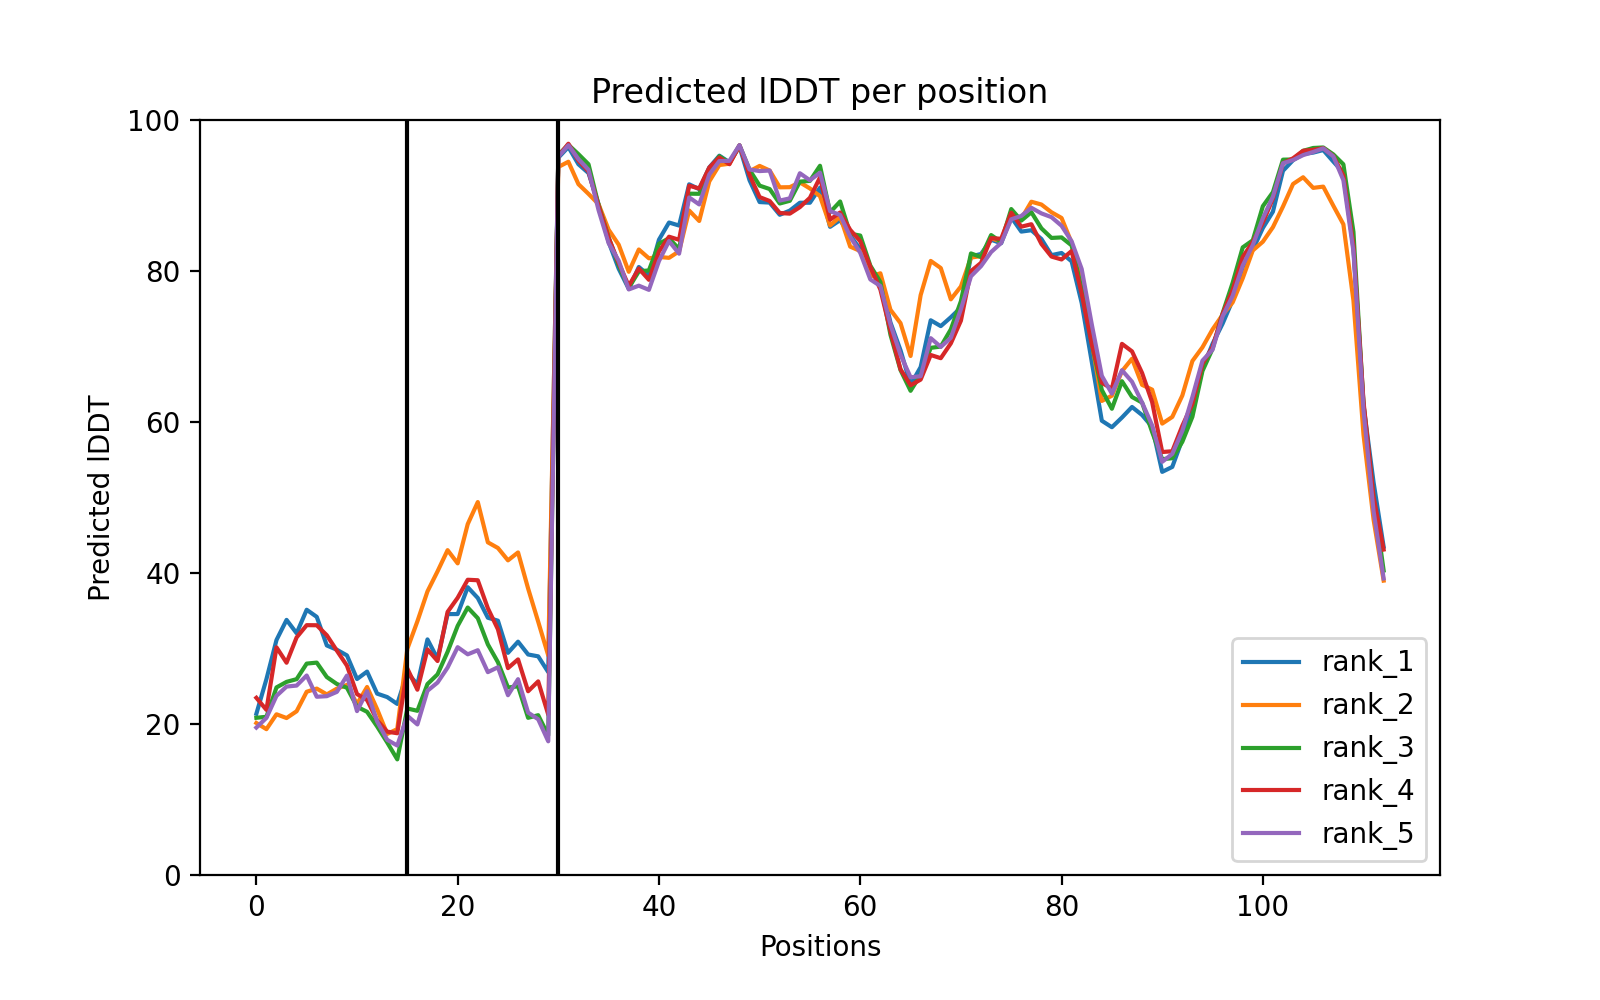 Predicted lDDT per position
100
80
60
40
20
0
Predicted lDDT
0 20 40 60 80 100
Positions
rank_1
rank_2
rank_3
rank_4
rank_5